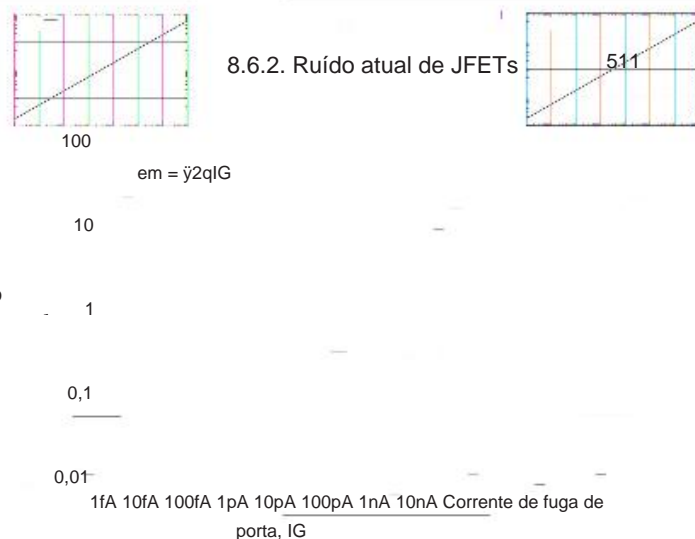 8.6.2. Ruído atual de JFETs
511
100
em = ÿ2qIG
10
1
0,1
0,01
1fA 10fA 100fA 1pA 10pA 100pA 1nA 10nA Corrente de fuga de
porta, IG